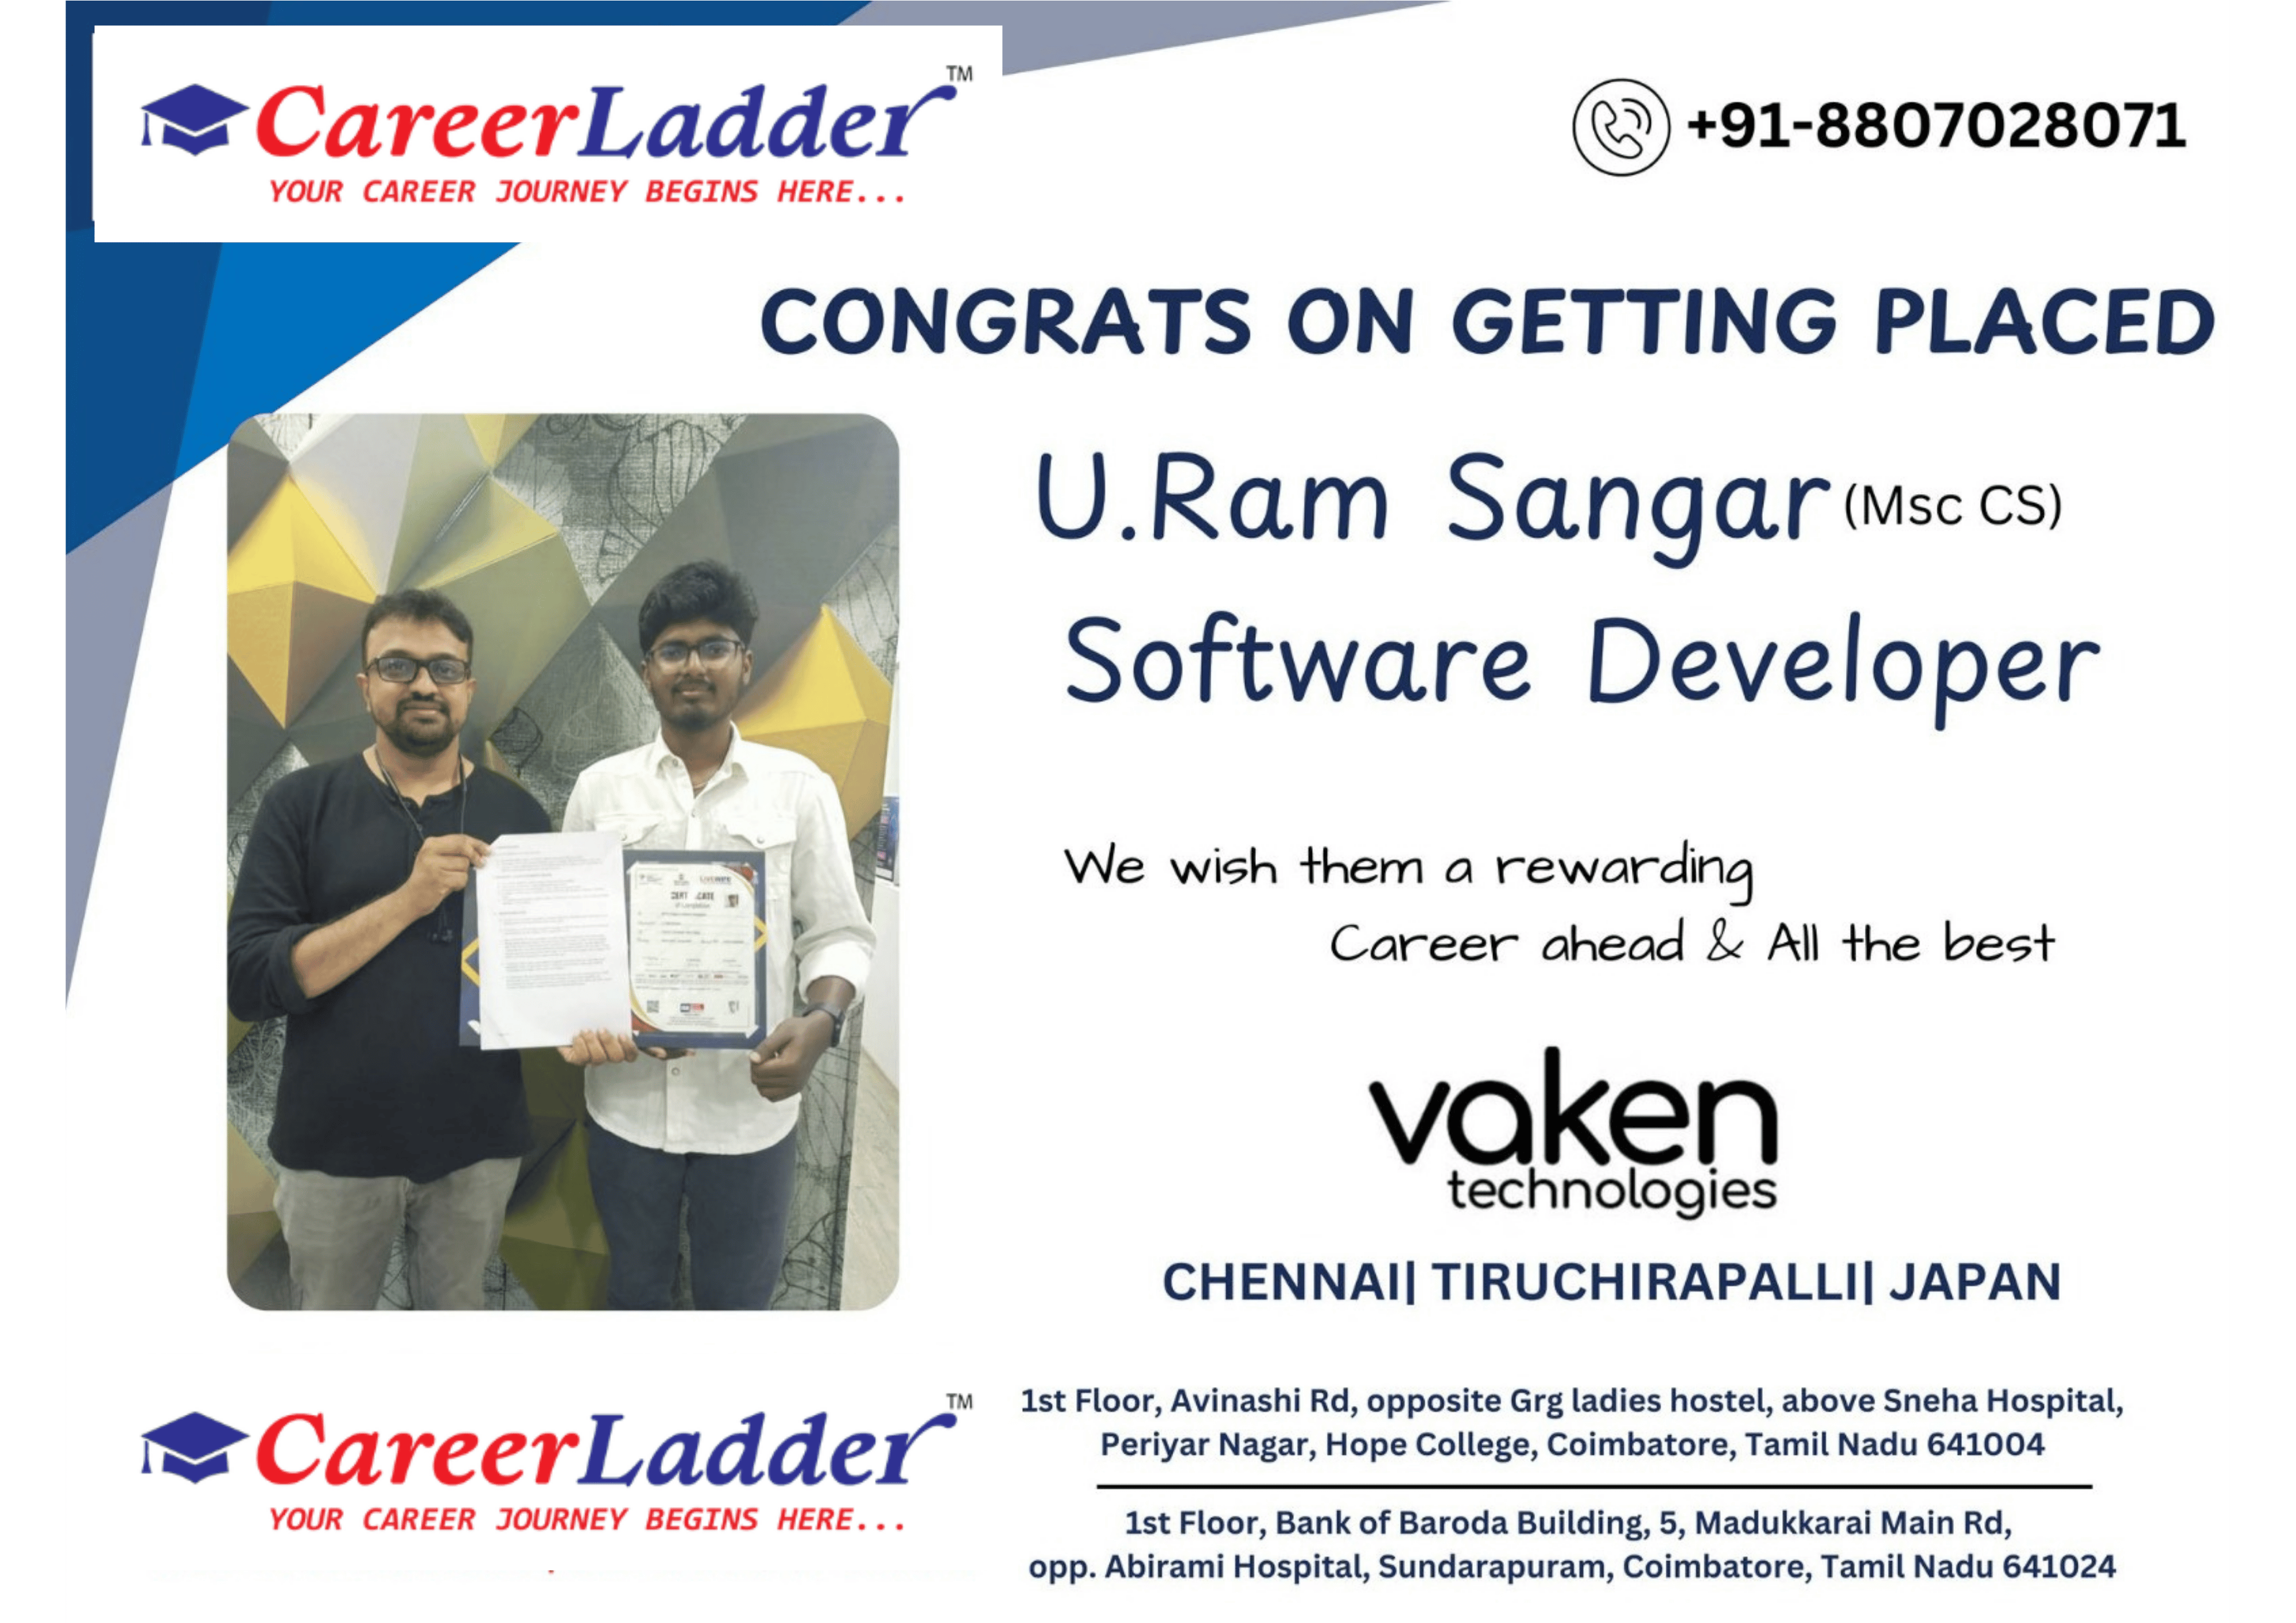 CareerLadder™
YOUR CAREER JOURNEY BEGINS HERE...
+91-8807028071
CONGRATS ON GETTING PLACED
U.Ram Sangar (Msc CS)
Software Developer
We wish them a rewarding
Career ahead & All the best
vaken
technologies
CHENNAI| TIRUCHIRAPALLI| JAPAN
CareerLadder™
YOUR CAREER JOURNEY BEGINS HERE...
1st Floor, Avinashi Rd, opposite Grg ladies hostel, above Sneha Hospital,
Periyar Nagar, Hope College, Coimbatore, Tamil Nadu 641004
1st Floor, Bank of Baroda Building, 5, Madukkarai Main Rd,
opp. Abirami Hospital, Sundarapuram, Coimbatore, Tamil Nadu 641024